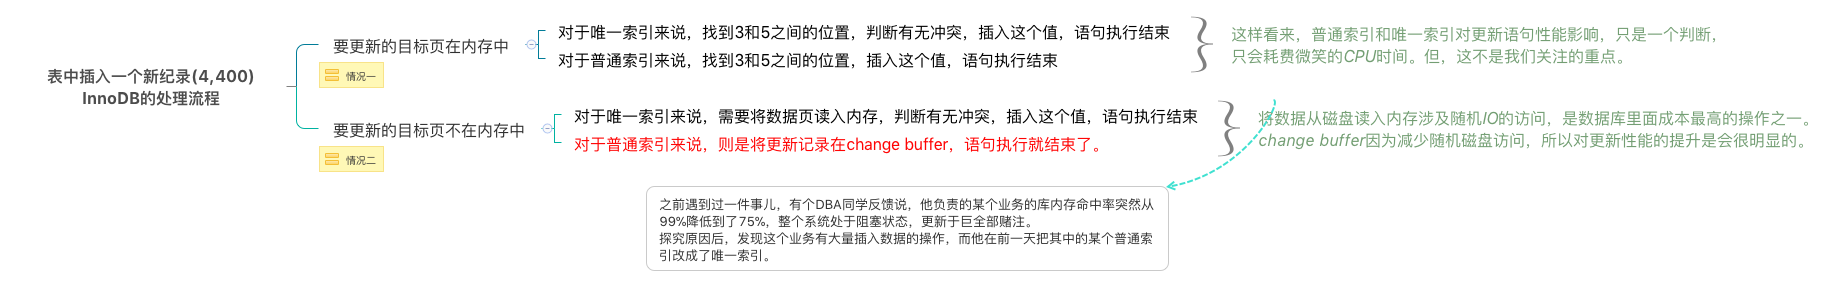 表中插入一个新纪录(4,400)
InnoDB的处理流程
要更新的目标页在内存中
情况一
对于唯一索引来说，找到3和5之间的位置，判断有无冲突，插入这个值，语句执行结束
对于普通索引来说，找到3和5之间的位置，插入这个值，语句执行结束
这样看来，普通索引和唯一索引对更新语句性能影响，只是一个判断，
只会耗费微笑的CPU时间。但，这不是我们关注的重点。
要更新的目标页不在内存中
情况二
对于唯一索引来说，需要将数据页读入内存，判断有无冲突，插入这个值，语句执行结束
对于普通索引来说，则是将更新记录在change buffer，语句执行就结束了。
将数据从磁盘读入内存涉及随机IO的访问，是数据库里面成本最高的操作之一。
change buffer因为减少随机磁盘访问，所以对更新性能的提升是会很明显的。
之前遇到过一件事儿，有个DBA同学反馈说，他负责的某个业务的库内存命中率突然从
99%降低到了75%，整个系统处于阻塞状态，更新于巨全部赌注。
探究原因后，发现这个业务有大量插入数据的操作，而他在前一天把其中的某个普通索
引改成了唯一索引。